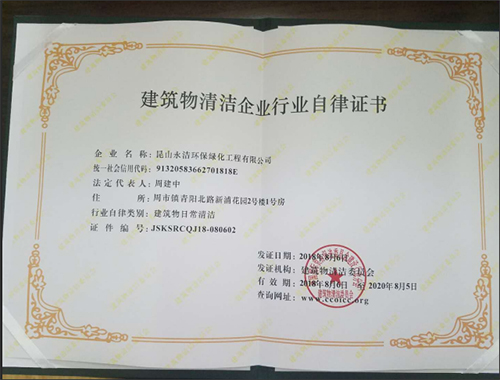 建筑物清洁企业行业自律证书
企业名称：昆山永洁环保绿化工程有限公司
统一社会信用代码：91320583662701818E
法定代表人：周建中
住所：周市镇青阳北路新浦花园2号楼1号房
行业自律类别：建筑物日常清洁
证件编号：JSKSRCQJ18-080602
发证日期：2018年8月6日
发证机构：建筑物清洁委员会
有效期：2018年8月6日 至 2020年8月5日
查询网址：www.ccoicc.org